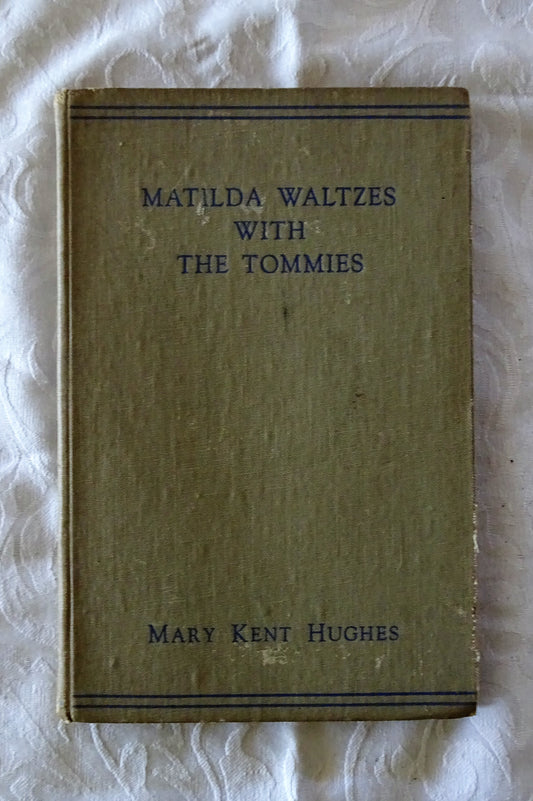 MATILDA WALTZES
WITH
THE TOMMIES
MARY KENT HUGHES